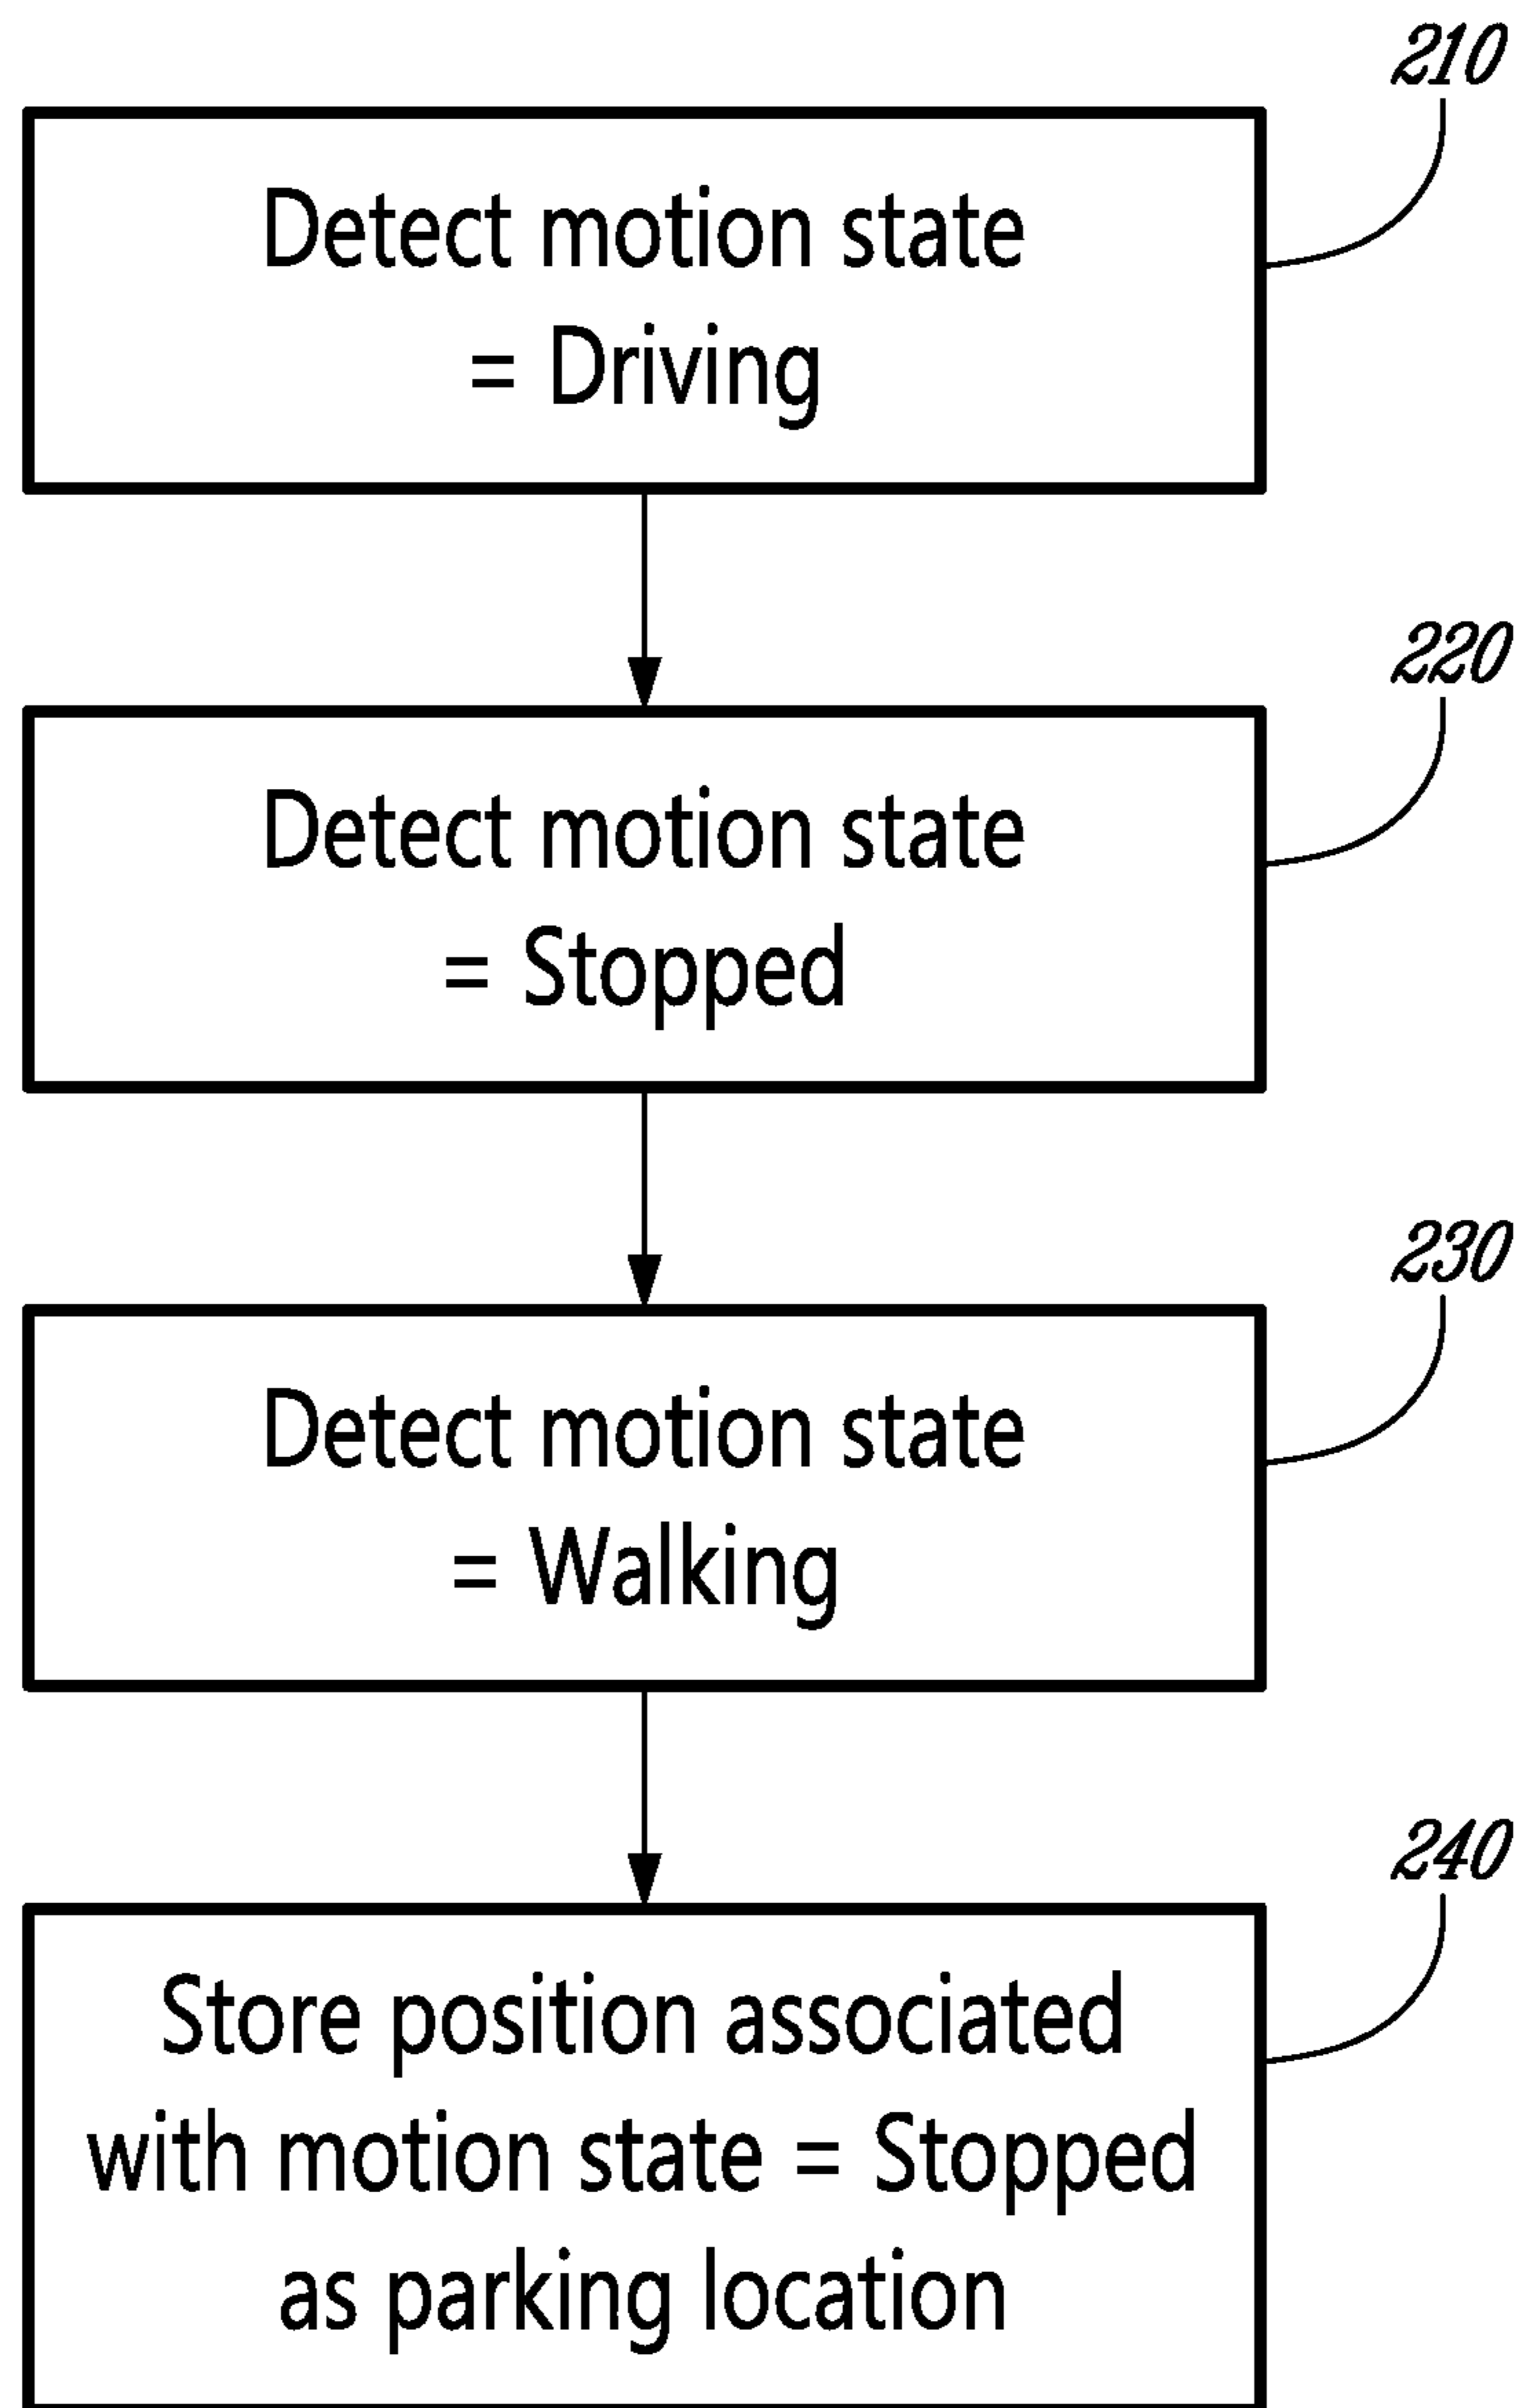 210
Detect motion state
= Driving
220
Detect motion state
= Stopped
230
Detect motion state
= Walking
240
Store position associated
with motion state = Stopped
as parking location